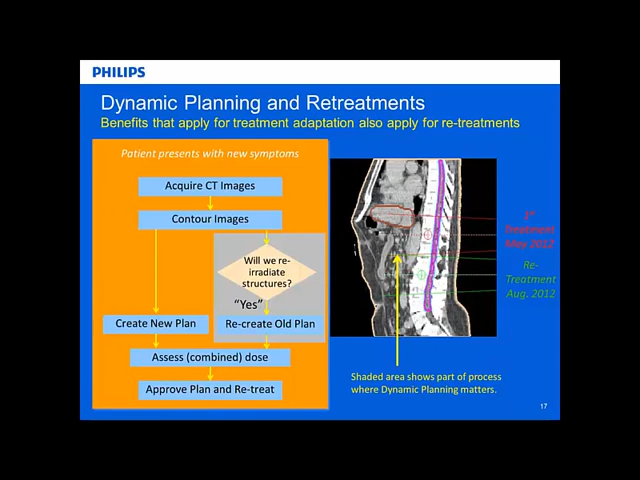 PHILIPS
Dynamic Planning and Retreatments
Benefits that apply for treatment adaptation also apply for re-treatments
Patient presents with new symptoms
Acquire CT Images
Contour Images
Will we re-
irradiate
structures?
"Yes"
Create New Plan
Re-create Old Plan
Assess (combined) dose
Approve Plan and Re-treat
1st
Treatment
May 2012
Re-
Treatment
Aug. 2012
Shaded area shows part of process
where Dynamic Planning matters.
17